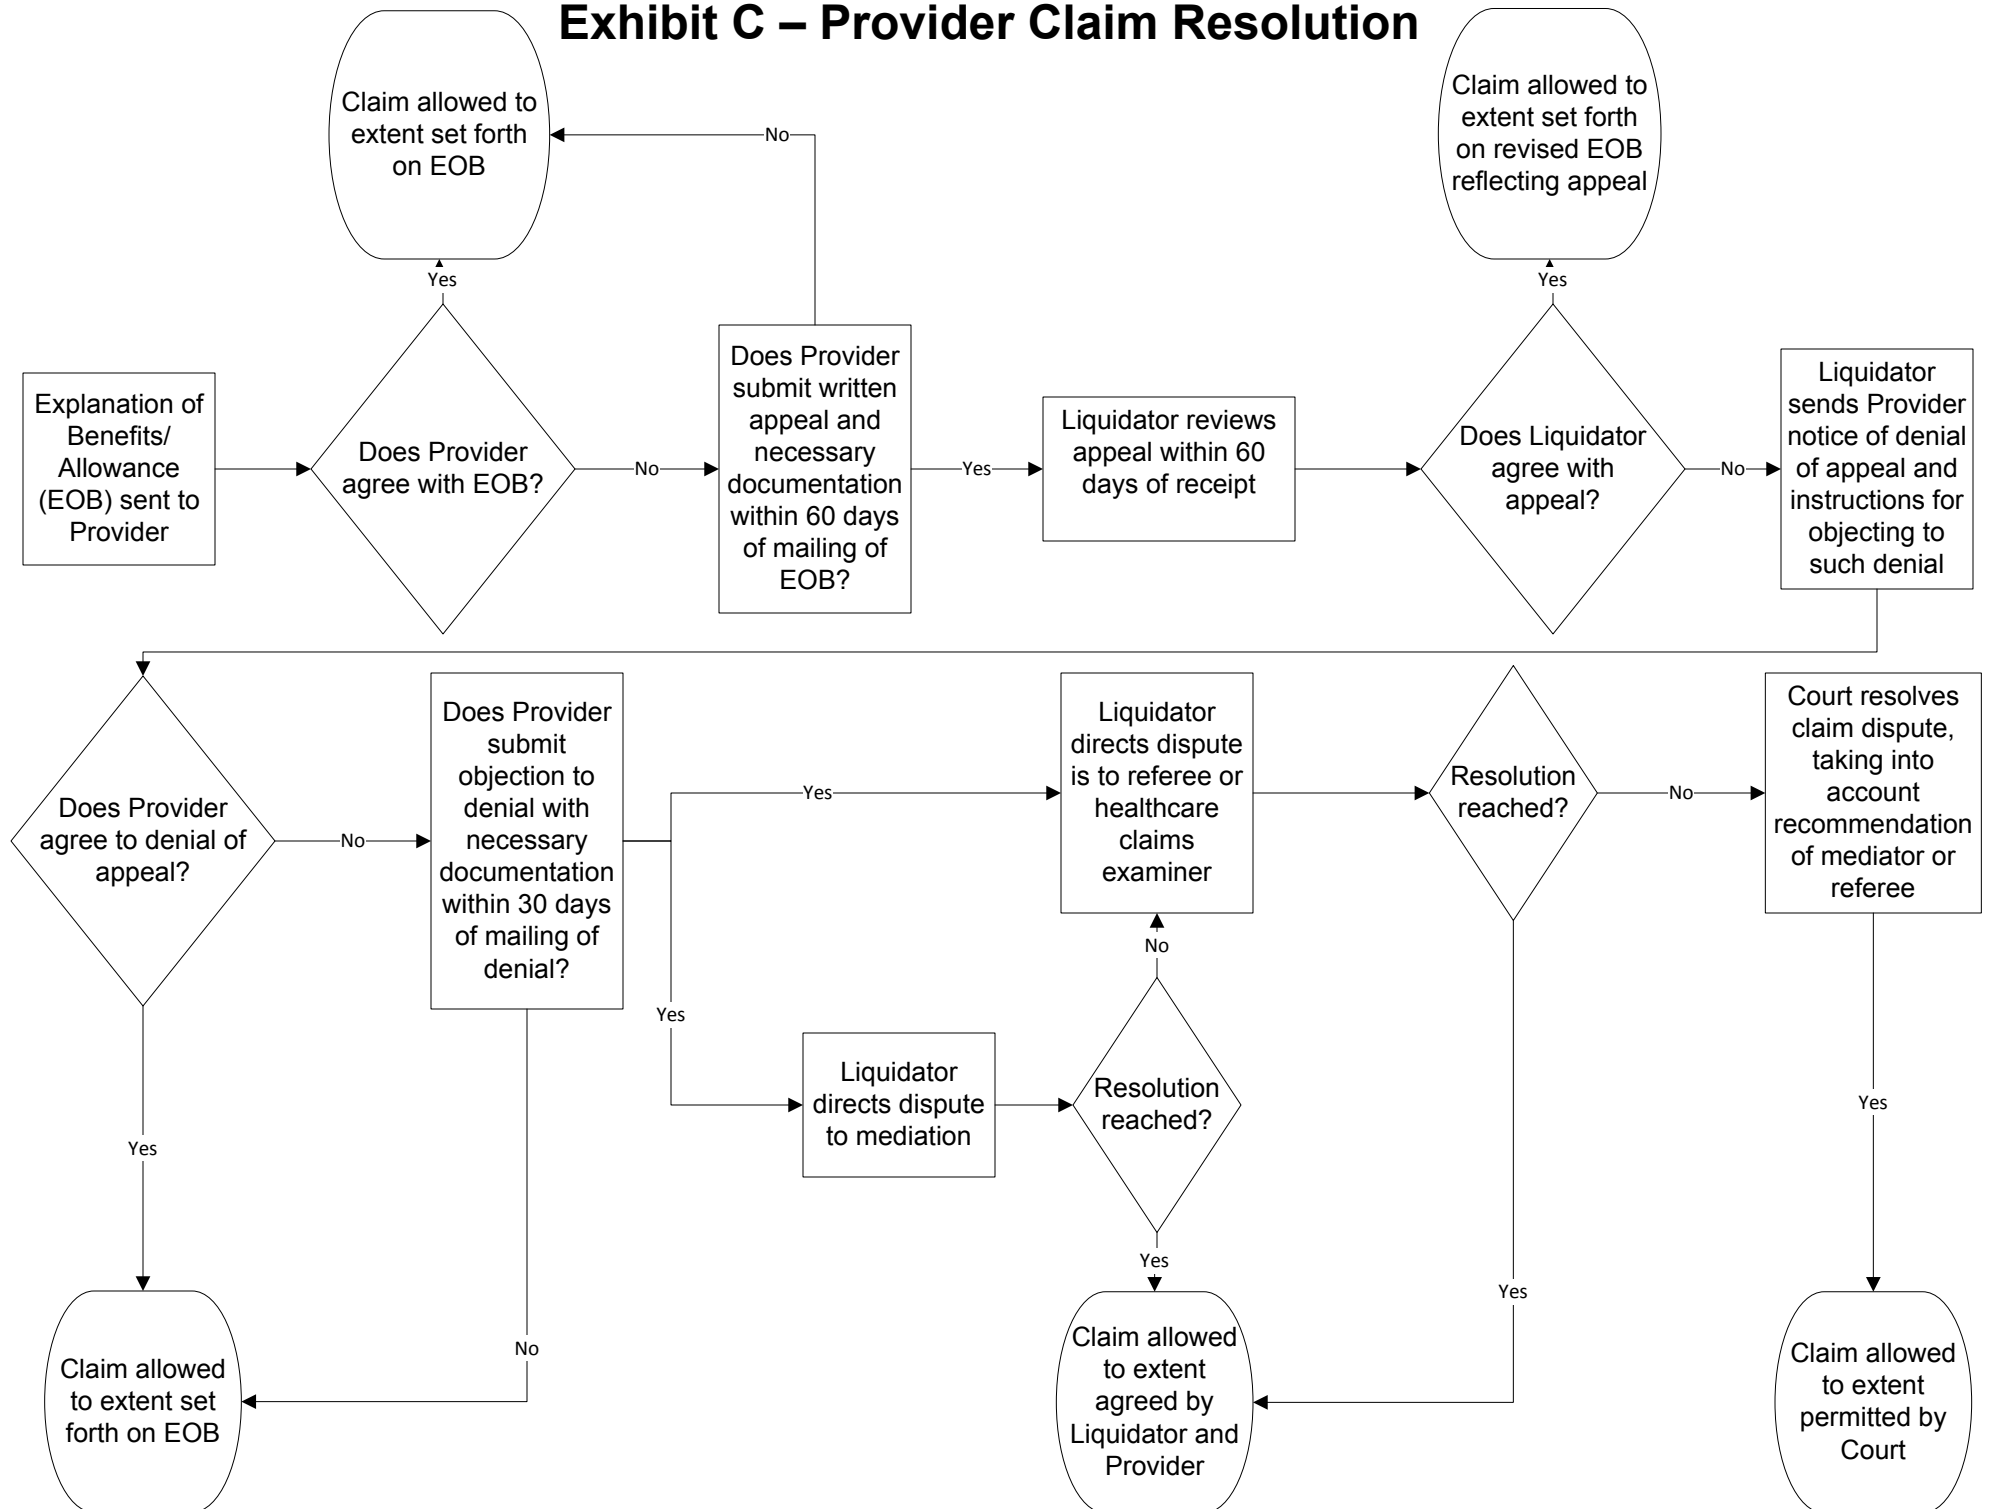 Exhibit C – Provider Claim Resolution
Claim allowed to
extent set forth
on EOB
No
Claim allowed to
extent set forth
on revised EOB
reflecting appeal
Yes
Yes
Explanation of
Benefits/
Allowance
(EOB) sent to
Provider
Does Provider
agree with EOB?
No
Does Provider
submit written
appeal and
necessary
documentation
within 60 days
of mailing of
EOB?
Yes
Liquidator reviews
appeal within 60
days of receipt
Does Liquidator
agree with
appeal?
No
Liquidator
sends Provider
notice of denial
of appeal and
instructions for
objecting to
such denial
Does Provider
agree to denial of
appeal?
No
Does Provider
submit
objection to
denial with
necessary
documentation
within 30 days
of mailing of
denial?
Yes
Liquidator
directs dispute
is to referee or
healthcare
claims
examiner
Resolution
reached?
No
Court resolves
claim dispute,
taking into
account
recommendation
of mediator or
referee
No
Yes
Liquidator
directs dispute
to mediation
Resolution
reached?
Yes
Yes
Yes
Yes
No
Claim allowed
to extent set
forth on EOB
Claim allowed
to extent
agreed by
Liquidator and
Provider
Claim allowed
to extent
permitted by
Court